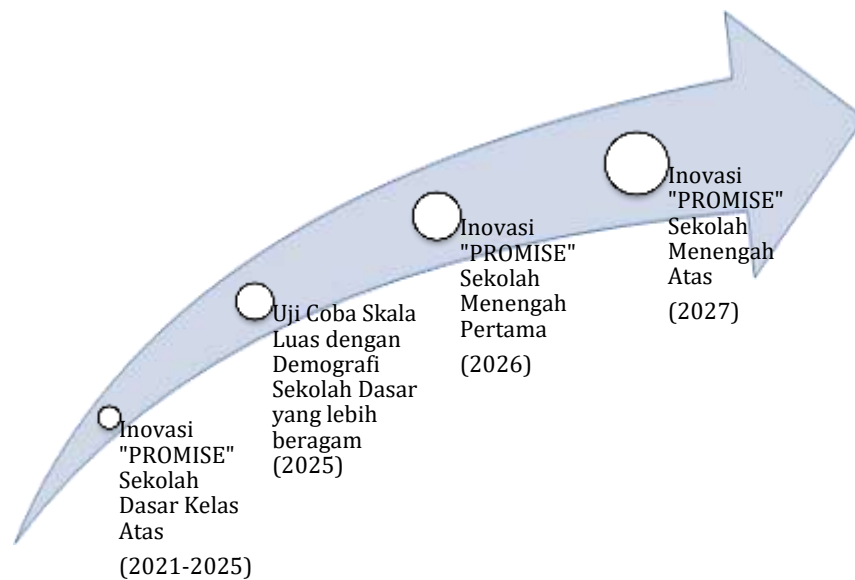 Inovasi
"PROMISE"
Sekolah
Dasar Kelas
Atas
(2021-2025)
Uji Coba Skala
Luas dengan
Demografi
Sekolah Dasar
yang lebih
beragam
(2025)
Inovasi
"PROMISE"
Sekolah
Menengah
Pertama
(2026)
Inovasi
"PROMISE"
Sekolah
Menengah
Atas
(2027)